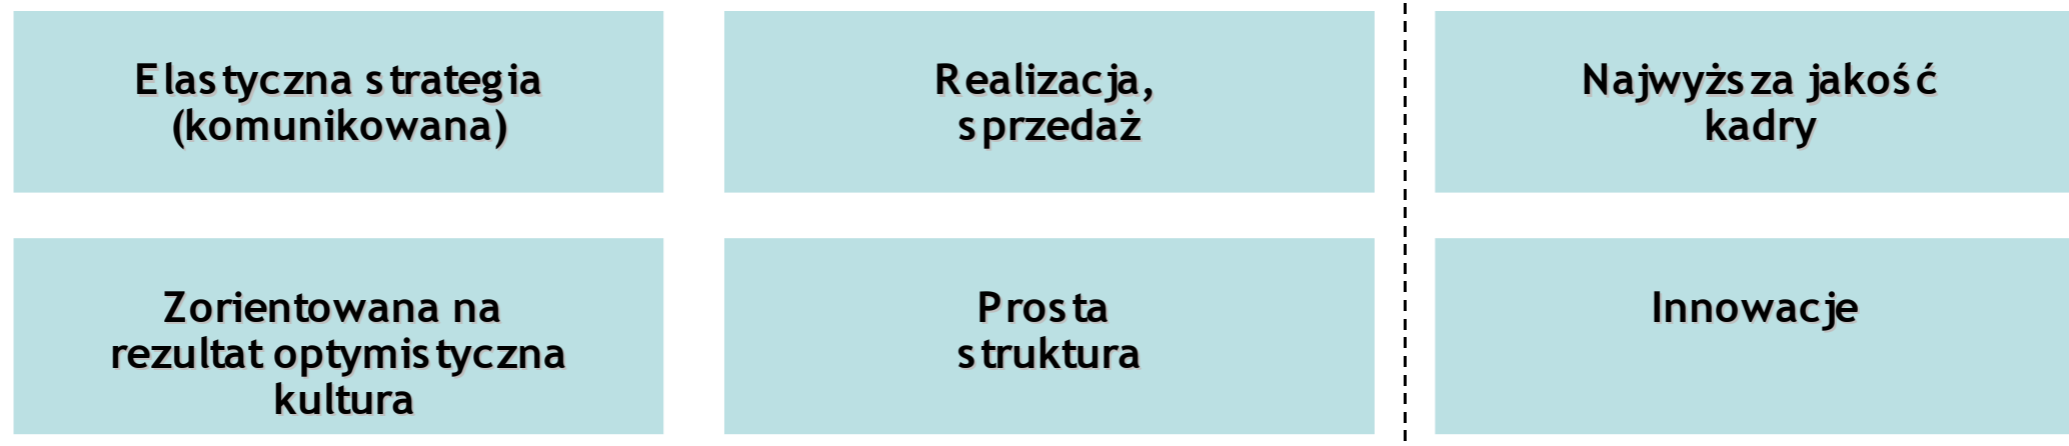 Elastyczna strategia
(komunikowana)
Realizacja,
sprzedaż
Najwyższa jakość
kadry
Zorientowana na
rezultat optymistyczna
kultura
Prosta
struktura
Innowacje